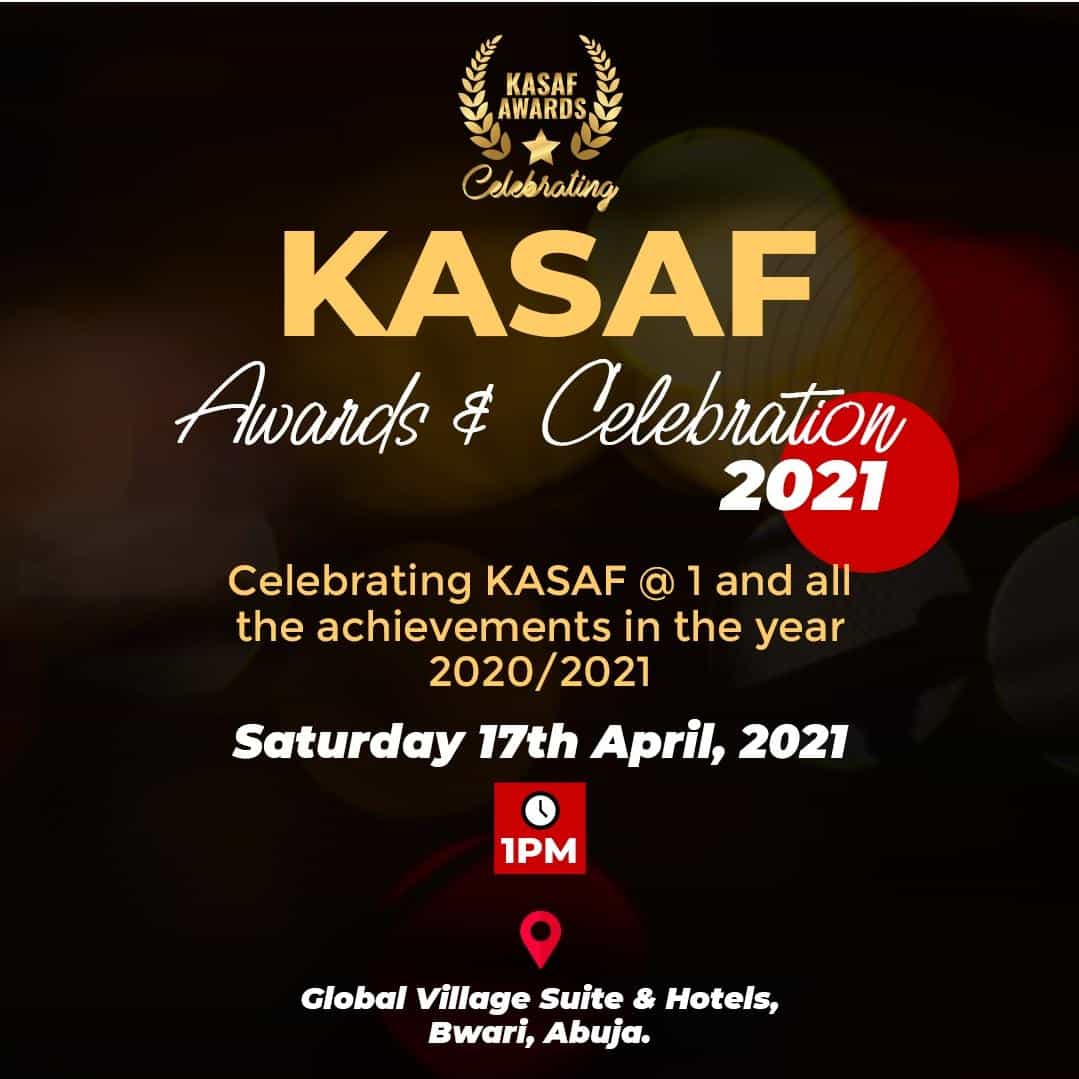 KASAF
AWARDS
Celebrating
KASAF
Awards & Celebration
2021
Celebrating KASAF @ 1 and all
the achievements in the year
2020/2021
Saturday 17th April, 2021
1PM
Global Village Suite & Hotels,
Bwari, Abuja.